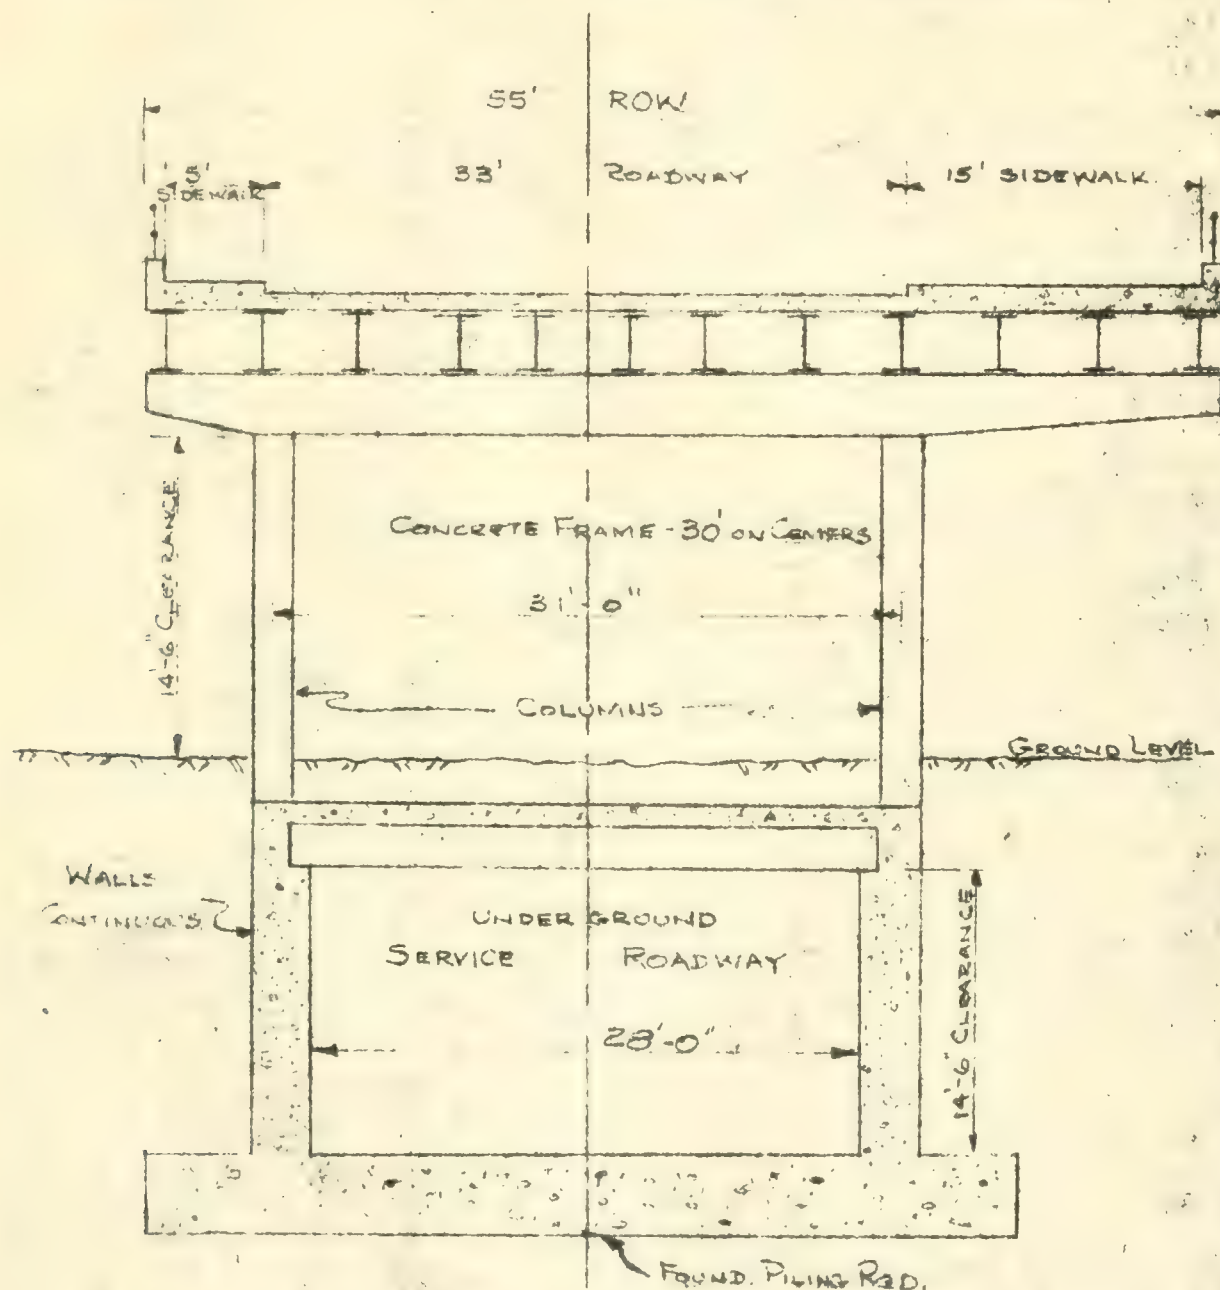 55' ROW
5' 33' ROADWAY 15' SIDEWALK
SIDEWALK
CONCRETE FRAME - 30' ON CENTERS
31'-0"
14'-6" CLEARANCE
COLUMNS
GROUND LEVEL
WALLS
CONTINUOUS
UNDER GROUND
SERVICE ROADWAY
28'-0"
14'-6" CLEARANCE
FOUND. PILING RQD.